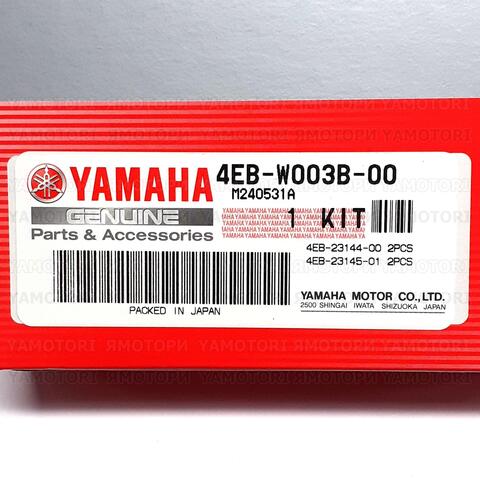 YAMAHA
4EB-W003B-00
M240531A
GENUINE
1 KIT
Parts & Accessories
4EB-23144-00 2PCS
4EB-23145-01 2PCS
PACKED IN JAPAN
YAMAHA MOTOR CO.,LTD.
2500 SHINGAI IWATA SHIZUOKA JAPAN
YAMOTORI ЯМОТОРИ YAMOTORI ЯМОТОРИ YAMOTORI